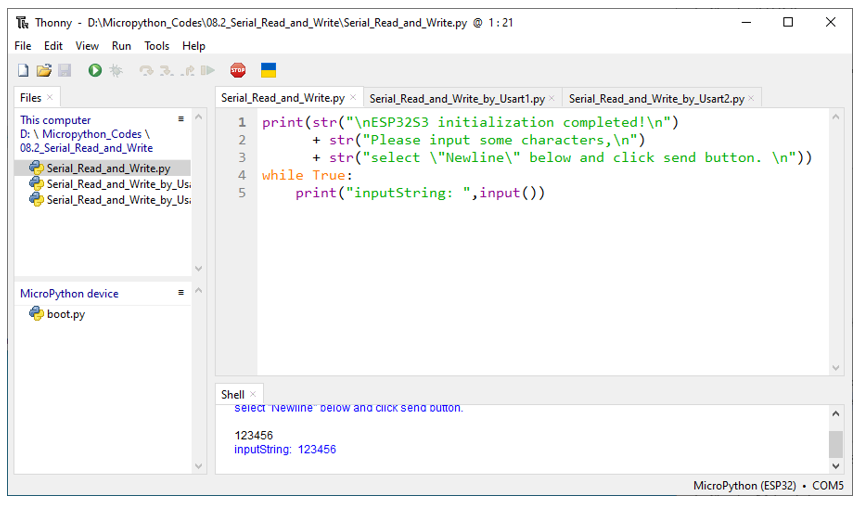 Thonny - D:\Micropython_Codes\08.2_Serial_Read_and_Write\Serial_Read_and_Write.py @ 1 : 21
File Edit View Run Tools Help
STOP
Files ×
This computer ≡
D: \ Micropython_Codes \
08.2_Serial_Read_and_Write
Serial_Read_and_Write.py
Serial_Read_and_Write_by_Usa
Serial_Read_and_Write_by_Usa
MicroPython device ≡
boot.py
Serial_Read_and_Write.py × Serial_Read_and_Write_by_Usart1.py × Serial_Read_and_Write_by_Usart2.py ×
1 print(str("\nESP32S3 initialization completed!\n")
2 + str("Please input some characters,\n")
3 + str("select \"Newline\" below and click send button. \n"))
4 while True:
5 print("inputString: ",input())
Shell ×
select "Newline" below and click send button.
123456
inputString: 123456
MicroPython (ESP32) • COM5